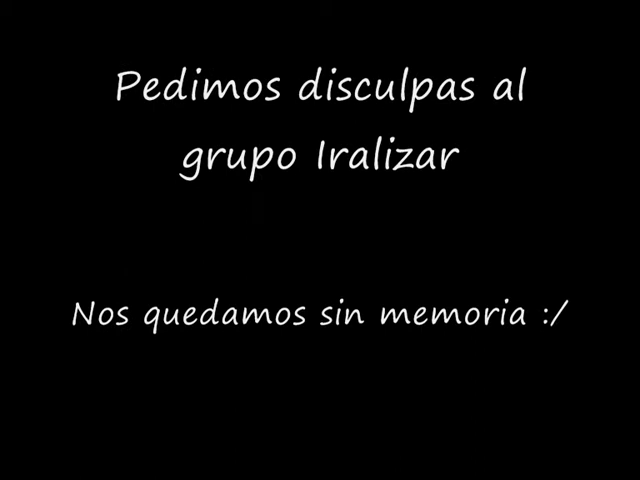 Pedimos disculpas al
grupo Iralizar
Nos quedamos sin memoria :/